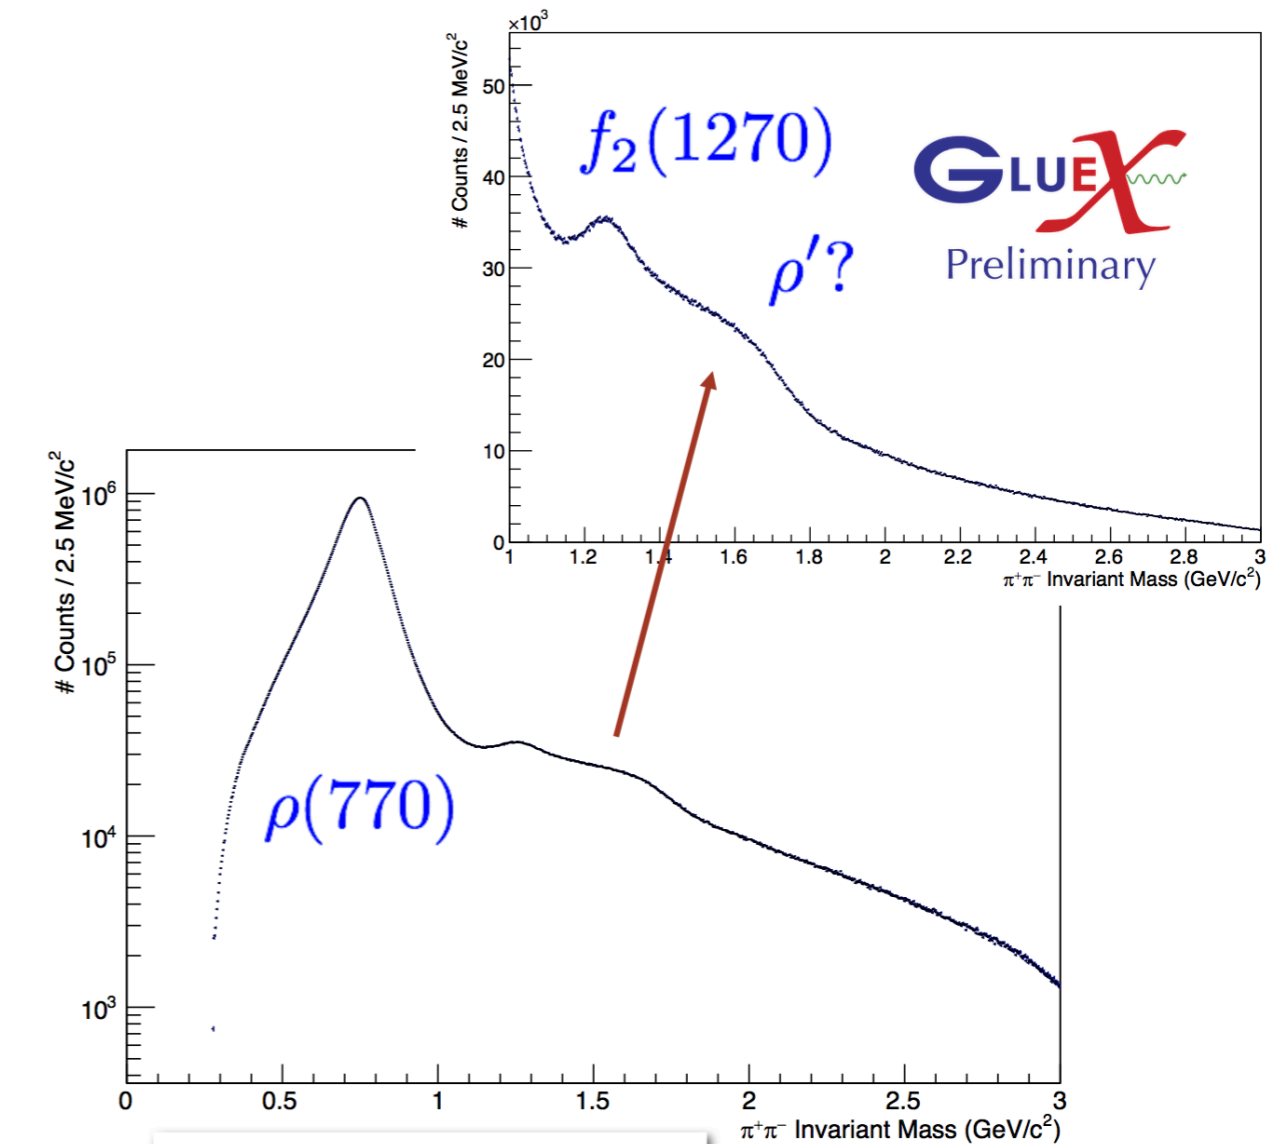 ×10³
# Counts / 2.5 MeV/c²
50
40
30
20
10
0
f₂(1270)
ρ′?
GLUEX
Preliminary
1 1.2 1.4 1.6 1.8 2 2.2 2.4 2.6 2.8 3
π⁺π⁻ Invariant Mass (GeV/c²)
# Counts / 2.5 MeV/c²
10⁶
10⁵
10⁴
10³
ρ(770)
0 0.5 1 1.5 2 2.5 3
π⁺π⁻ Invariant Mass (GeV/c²)